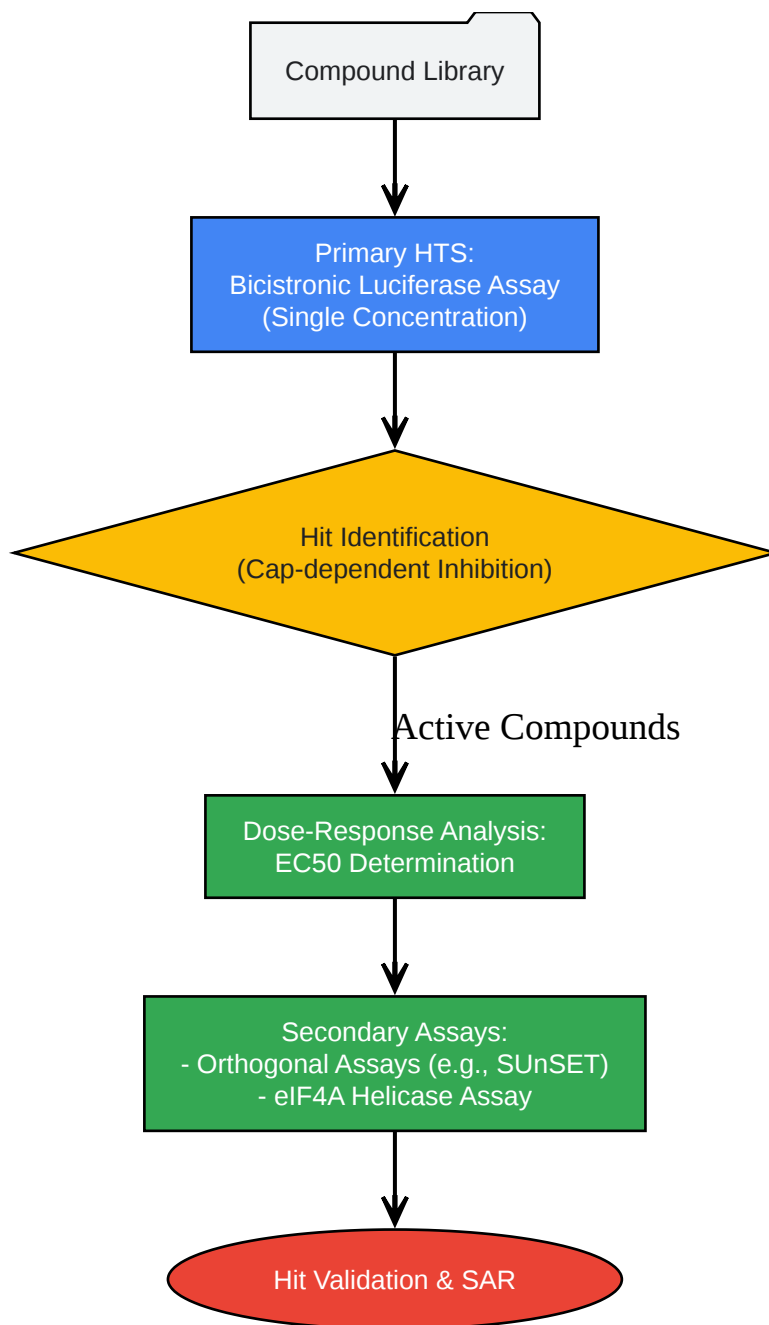 Compound Library
Primary HTS:
Bicistronic Luciferase Assay
(Single Concentration)
Hit Identification
(Cap-dependent Inhibition)
Active Compounds
Dose-Response Analysis:
EC50 Determination
Secondary Assays:
- Orthogonal Assays (e.g., SUnSET)
- eIF4A Helicase Assay
Hit Validation & SAR